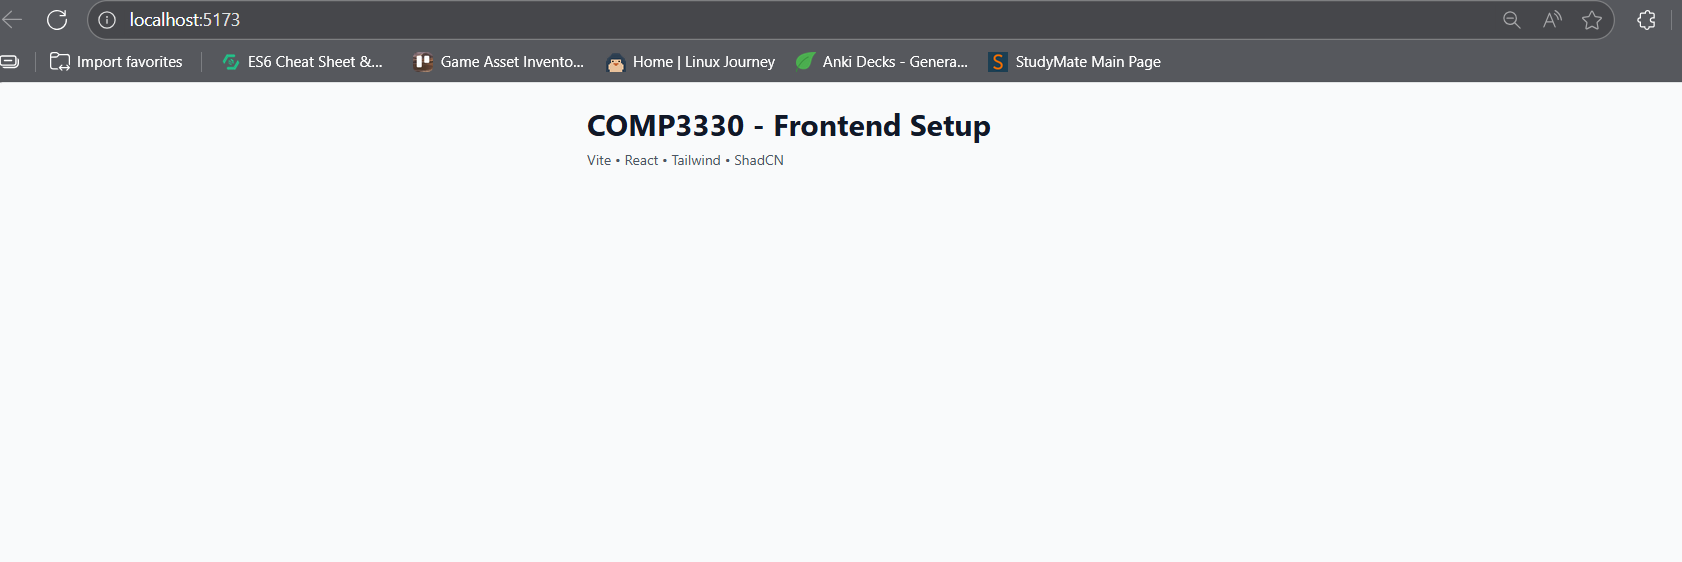 localhost:5173
Import favorites ES6 Cheat Sheet &... Game Asset Invento... Home | Linux Journey Anki Decks - Genera... S StudyMate Main Page
COMP3330 - Frontend Setup
Vite • React • Tailwind • ShadCN